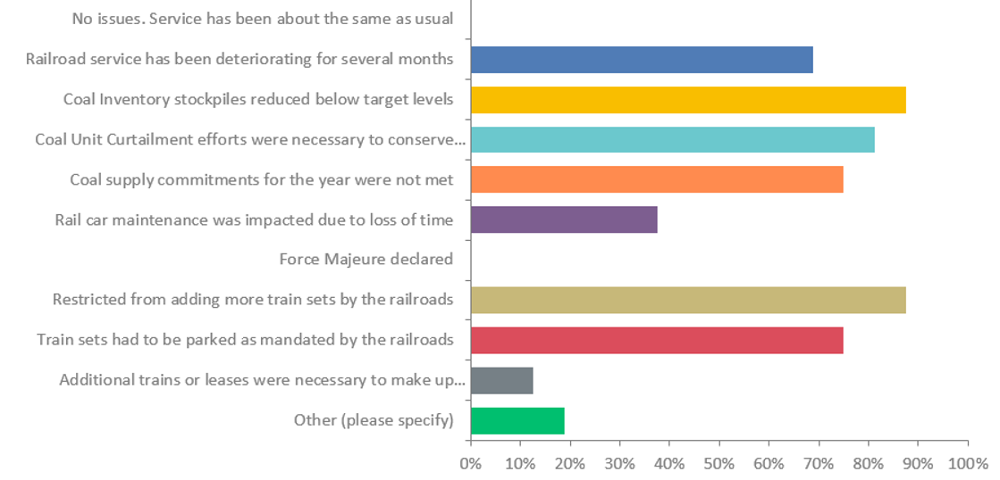 No issues. Service has been about the same as usual
Railroad service has been deteriorating for several months
Coal Inventory stockpiles reduced below target levels
Coal Unit Curtailment efforts were necessary to conserve...
Coal supply commitments for the year were not met
Rail car maintenance was impacted due to loss of time
Force Majeure declared
Restricted from adding more train sets by the railroads
Train sets had to be parked as mandated by the railroads
Additional trains or leases were necessary to make up...
Other (please specify)
0% 10% 20% 30% 40% 50% 60% 70% 80% 90% 100%